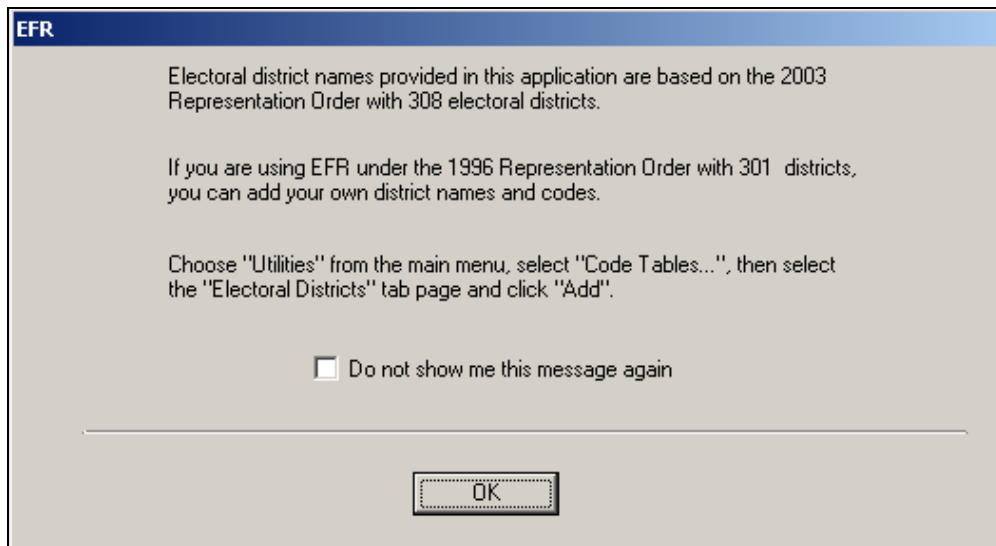 EFR
Electoral district names provided in this application are based on the 2003
Representation Order with 308 electoral districts.
If you are using EFR under the 1996 Representation Order with 301  districts,
you can add your own district names and codes.
Choose "Utilities" from the main menu, select "Code Tables...", then select
the "Electoral Districts" tab page and click "Add".
Do not show me this message again
OK